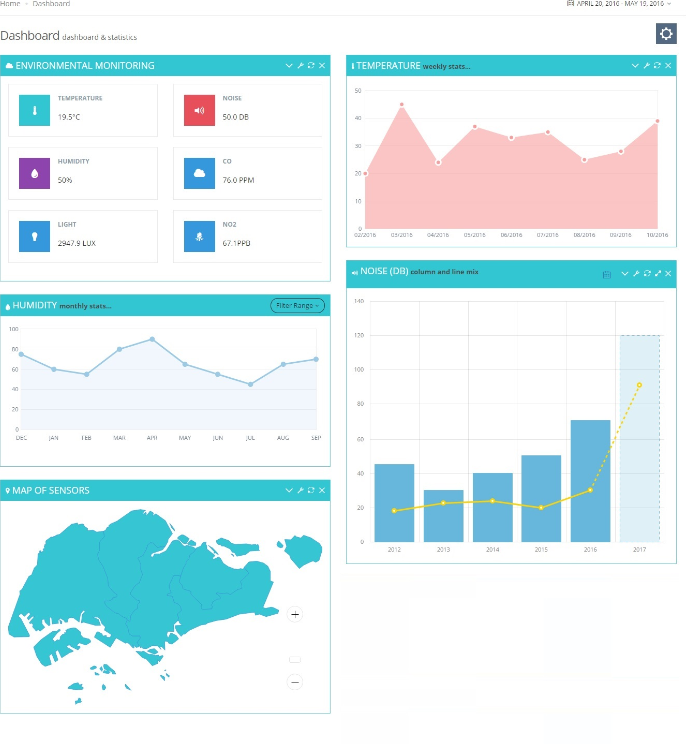 Home - Dashboard
APRIL 20, 2016 - MAY 19, 2016
Dashboard dashboard & statistics
ENVIRONMENTAL MONITORING
TEMPERATURE
19.5°C
NOISE
50.0 DB
HUMIDITY
50%
CO
76.0 PPM
LIGHT
2947.9 LUX
NO2
67.1PPB
TEMPERATURE weekly stats...
50
40
30
20
10
0
02/2016 03/2016 04/2016 05/2016 06/2016 07/2016 08/2016 09/2016 10/2016
HUMIDITY monthly stats...
Filter Range
100
80
60
40
20
0
DEC JAN FEB MAR APR MAY JUN JUL AUG SEP
NOISE (DB) column and line mix
140
120
100
80
60
40
20
0
2012 2013 2014 2015 2016 2017
MAP OF SENSORS
+
−